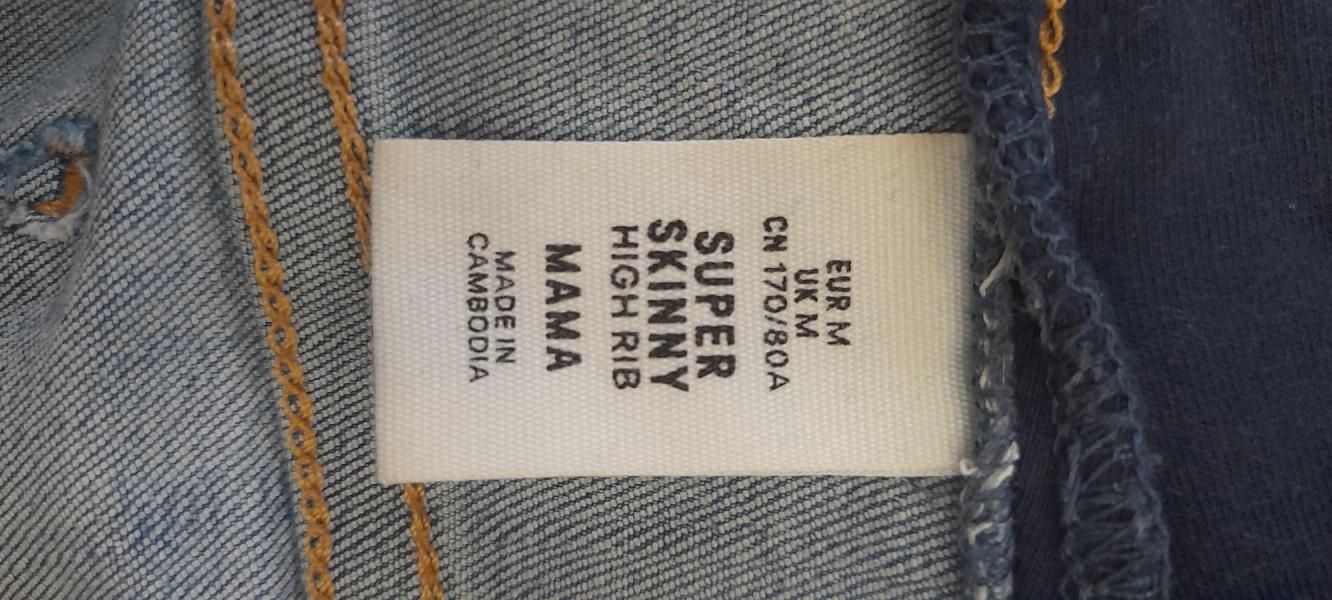 EUR M
UK M
CN 170/80A
SUPER
SKINNY
HIGH RIB
MAMA
MADE IN
CAMBODIA